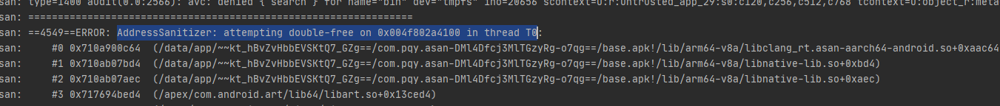 san: type=1400 audit(0.0:2566): avc: denied { search } for name="bin" dev="tmpfs" ino=20656 scontext=u:r:untrusted_app_29:s0:c120,c256,c512,c768 tcontext=u:object_r:meta
san: =================================================================
san: ==4549==ERROR: AddressSanitizer: attempting double-free on 0x004f802a4100 in thread T0:
san: #0 0x710a900c64 (/data/app/~~kt_hBvZvHbbEVSKtQ7_GZg==/com.pqy.asan-DMl4Dfcj3MlTGzyRg-o7qg==/base.apk!/lib/arm64-v8a/libclang_rt.asan-aarch64-android.so+0xaac64
san: #1 0x710ab07bd4 (/data/app/~~kt_hBvZvHbbEVSKtQ7_GZg==/com.pqy.asan-DMl4Dfcj3MlTGzyRg-o7qg==/base.apk!/lib/arm64-v8a/libnative-lib.so+0xbd4)
san: #2 0x710ab07aec (/data/app/~~kt_hBvZvHbbEVSKtQ7_GZg==/com.pqy.asan-DMl4Dfcj3MlTGzyRg-o7qg==/base.apk!/lib/arm64-v8a/libnative-lib.so+0xaec)
san: #3 0x717694bed4 (/apex/com.android.art/lib64/libart.so+0x13ced4)